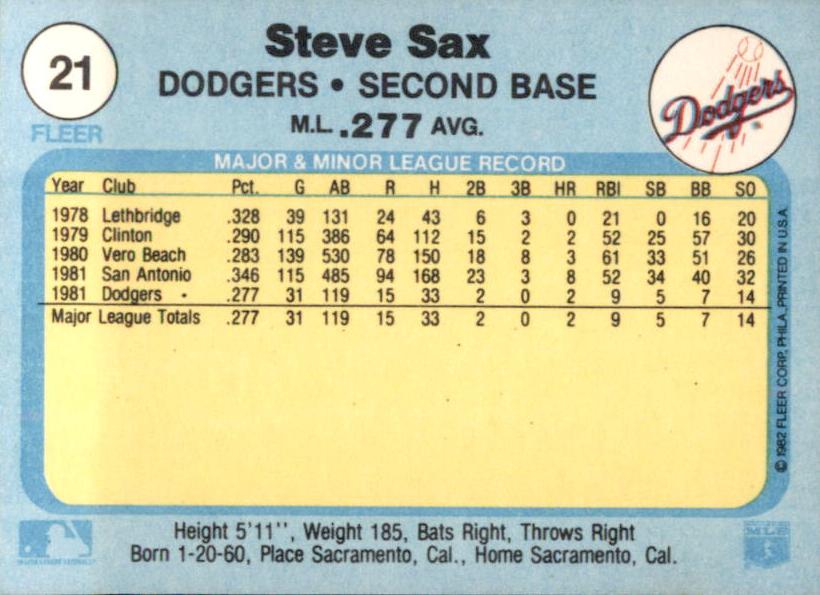 21
FLEER
Steve Sax
DODGERS • SECOND BASE
M.L. .277 AVG.
Dodgers
MAJOR & MINOR LEAGUE RECORD
Year Club Pct. G AB R H 2B 3B HR RBI SB BB SO
1978 Lethbridge .328 39 131 24 43 6 3 0 21 0 16 20
1979 Clinton .290 115 386 64 112 15 2 2 52 25 57 30
1980 Vero Beach .283 139 530 78 150 18 8 3 61 33 51 26
1981 San Antonio .346 115 485 94 168 23 3 8 52 34 40 32
1981 Dodgers .277 31 119 15 33 2 0 2 9 5 7 14
Major League Totals .277 31 119 15 33 2 0 2 9 5 7 14
© 1982 FLEER CORP. PHILA. PRINTED IN U.S.A.
Height 5'11'', Weight 185, Bats Right, Throws Right
Born 1-20-60, Place Sacramento, Cal., Home Sacramento, Cal.